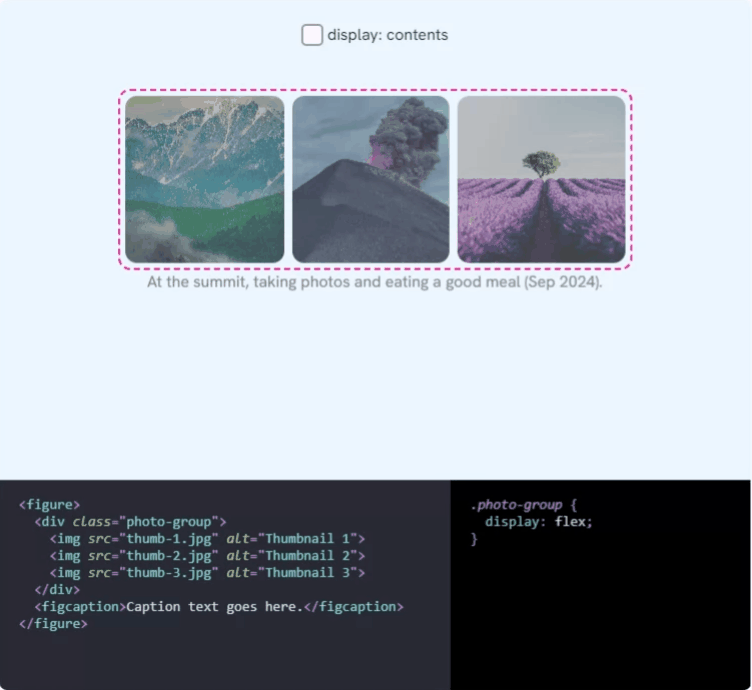 display: contents
At the summit, taking photos and eating a good meal (Sep 2024).
<figure>
  <div class="photo-group">
    <img src="thumb-1.jpg" alt="Thumbnail 1">
    <img src="thumb-2.jpg" alt="Thumbnail 2">
    <img src="thumb-3.jpg" alt="Thumbnail 3">
  </div>
  <figcaption>Caption text goes here.</figcaption>
</figure>
.photo-group {
  display: flex;
}